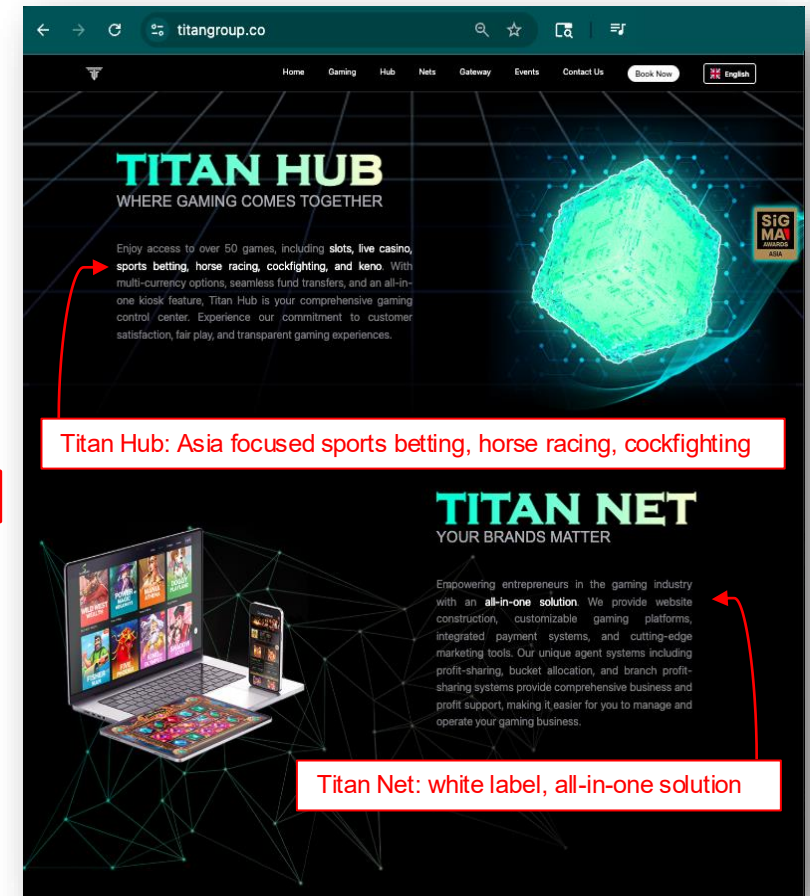 titangroup.co
Home Gaming Hub Nets Gateway Events Contact Us Book Now English
TITAN HUB
WHERE GAMING COMES TOGETHER
SiG
MA
AWARDS
ASIA
Enjoy access to over 50 games, including slots, live casino,
sports betting, horse racing, cockfighting, and keno. With
multi-currency options, seamless fund transfers, and an all-in-
one kiosk feature, Titan Hub is your comprehensive gaming
control center. Experience our commitment to customer
satisfaction, fair play, and transparent gaming experiences.
Titan Hub: Asia focused sports betting, horse racing, cockfighting
TITAN NET
YOUR BRANDS MATTER
Empowering entrepreneurs in the gaming industry
with an all-in-one solution. We provide website
construction, customizable gaming platforms,
integrated payment systems, and cutting-edge
marketing tools. Our unique agent systems including
profit-sharing, bucket allocation, and branch profit-
sharing systems provide comprehensive business and
profit support, making it easier for you to manage and
operate your gaming business.
WILD WEST
WEALTH
Titan Net: white label, all-in-one solution